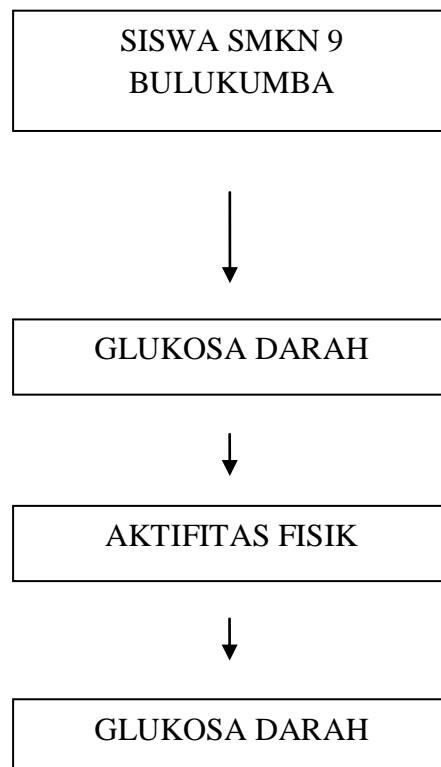 SISWA SMKN 9
BULUKUMBA
GLUKOSA DARAH
AKTIFITAS FISIK
GLUKOSA DARAH